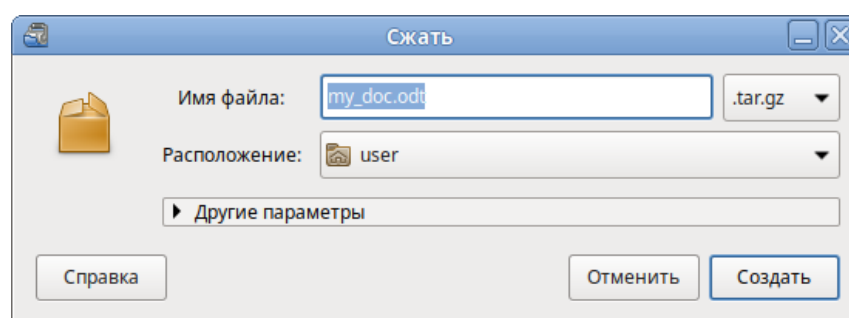 Сжать
Имя файла: my_doc.odt .tar.gz
Расположение: user
Другие параметры
Справка Отменить Создать